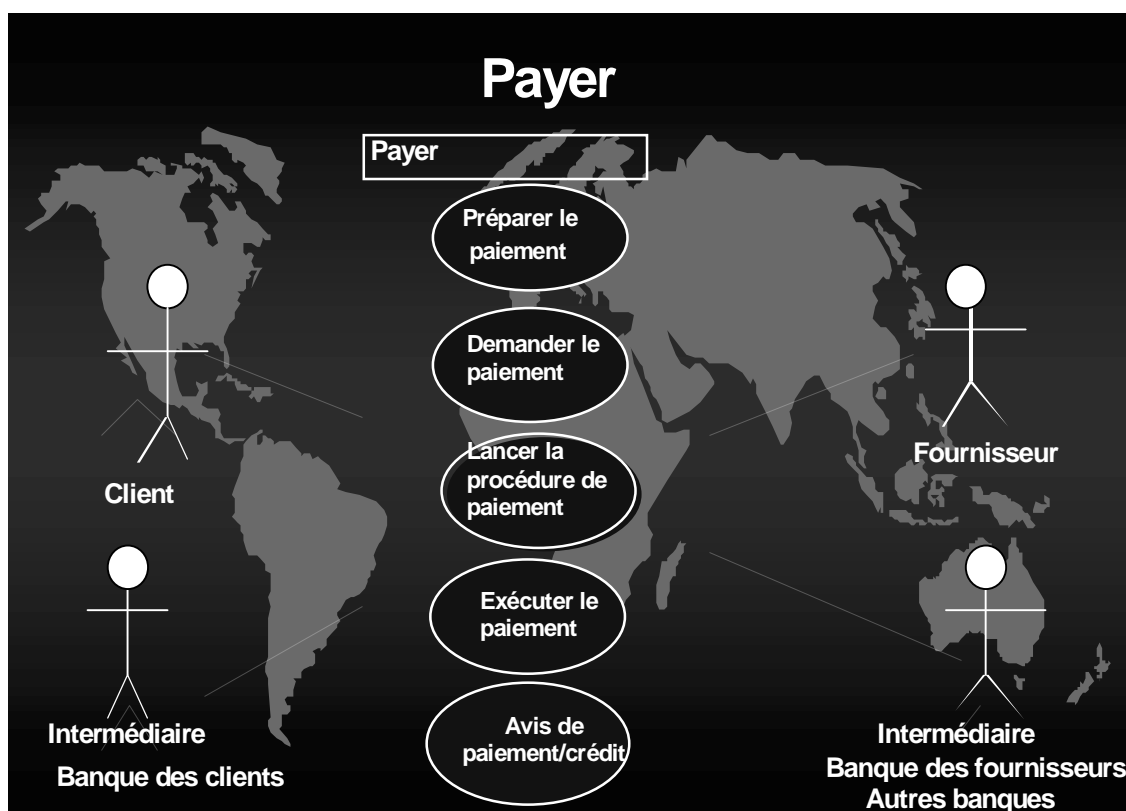 Payer
Payer
Préparer le
paiement
Demander le
paiement
Lancer la
procédure de
paiement
Exécuter le
paiement
Avis de
paiement/crédit
Client
Fournisseur
Intermédiaire
Banque des clients
Intermédiaire
Banque des fournisseurs
Autres banques